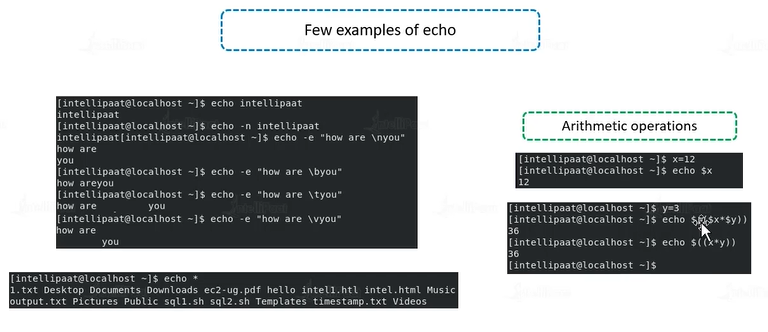 Few examples of echo
[intellipaat@localhost ~]$ echo intellipaat
intellipaat
[intellipaat@localhost ~]$ echo -n intellipaat
intellipaat[intellipaat@localhost ~]$ echo -e "how are \nyou"
how are
you
[intellipaat@localhost ~]$ echo -e "how are \byou"
how areyou
[intellipaat@localhost ~]$ echo -e "how are \tyou"
how are you
[intellipaat@localhost ~]$ echo -e "how are \vyou"
how are
you
[intellipaat@localhost ~]$ echo *
1.txt Desktop Documents Downloads ec2-ug.pdf hello intel1.htl intel.html Music
output.txt Pictures Public sql1.sh sql2.sh Templates timestamp.txt Videos
Arithmetic operations
[intellipaat@localhost ~]$ x=12
[intellipaat@localhost ~]$ echo $x
12
[intellipaat@localhost ~]$ y=3
[intellipaat@localhost ~]$ echo $(($x*$y))
36
[intellipaat@localhost ~]$ echo $((x*y))
36
[intellipaat@localhost ~]$